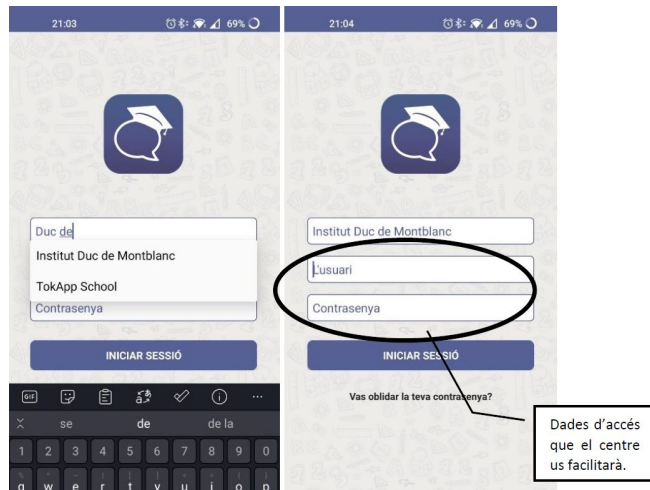 21:03
69%
Duc de
Institut Duc de Montblanc
TokApp School
Contrasenya
INICIAR SESSIÓ
GIF
se de de la
1 2 3 4 5 6 7 8 9 0
q w e r t y u i o p
21:04
69%
Institut Duc de Montblanc
L'usuari
Contrasenya
INICIAR SESSIÓ
Vas oblidar la teva contrasenya?
Dades d'accés
que el centre
us facilitarà.